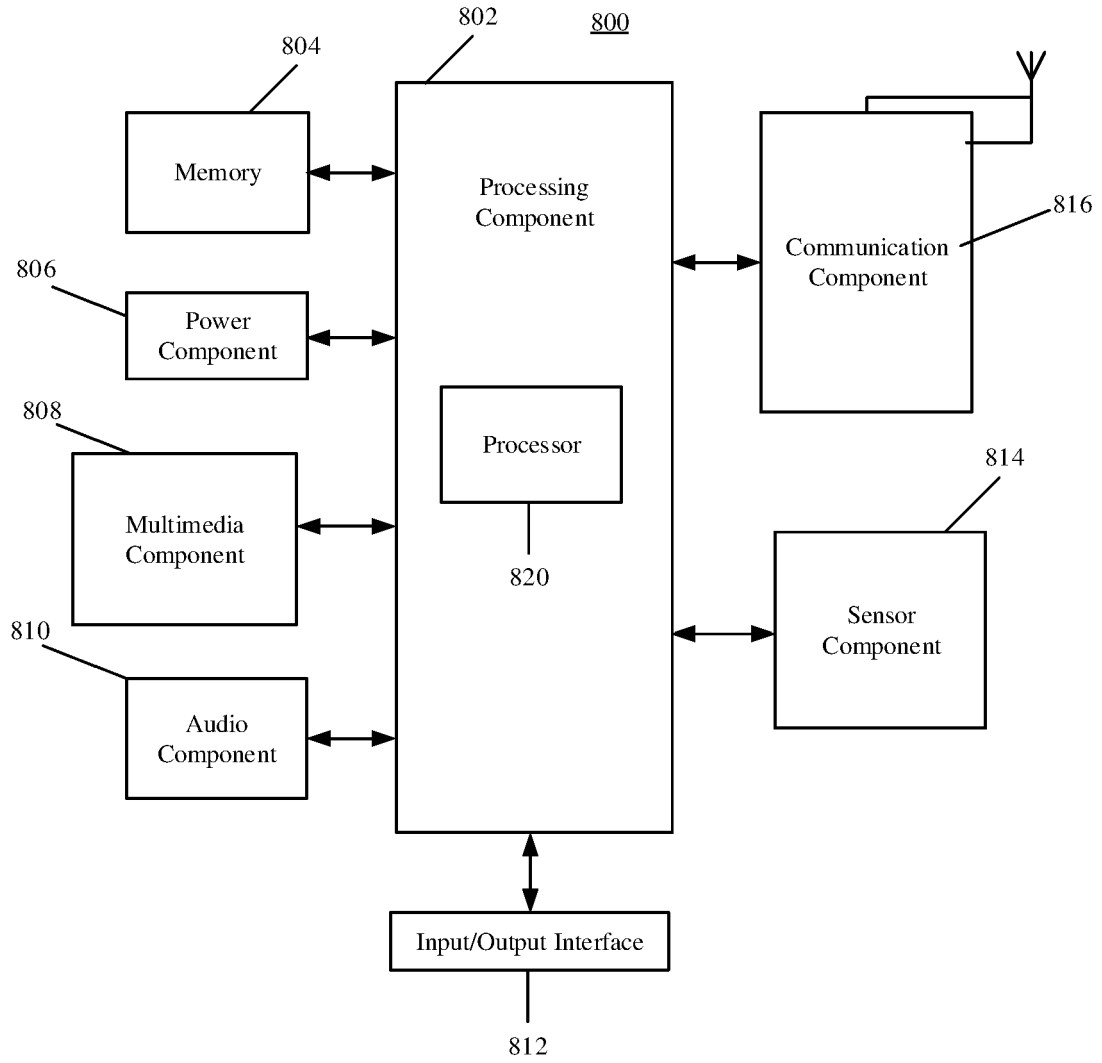 800
802
804
Memory
Processing
Component
816
Communication
Component
806
Power
Component
808
Multimedia
Component
Processor
820
814
Sensor
Component
810
Audio
Component
Input/Output Interface
812